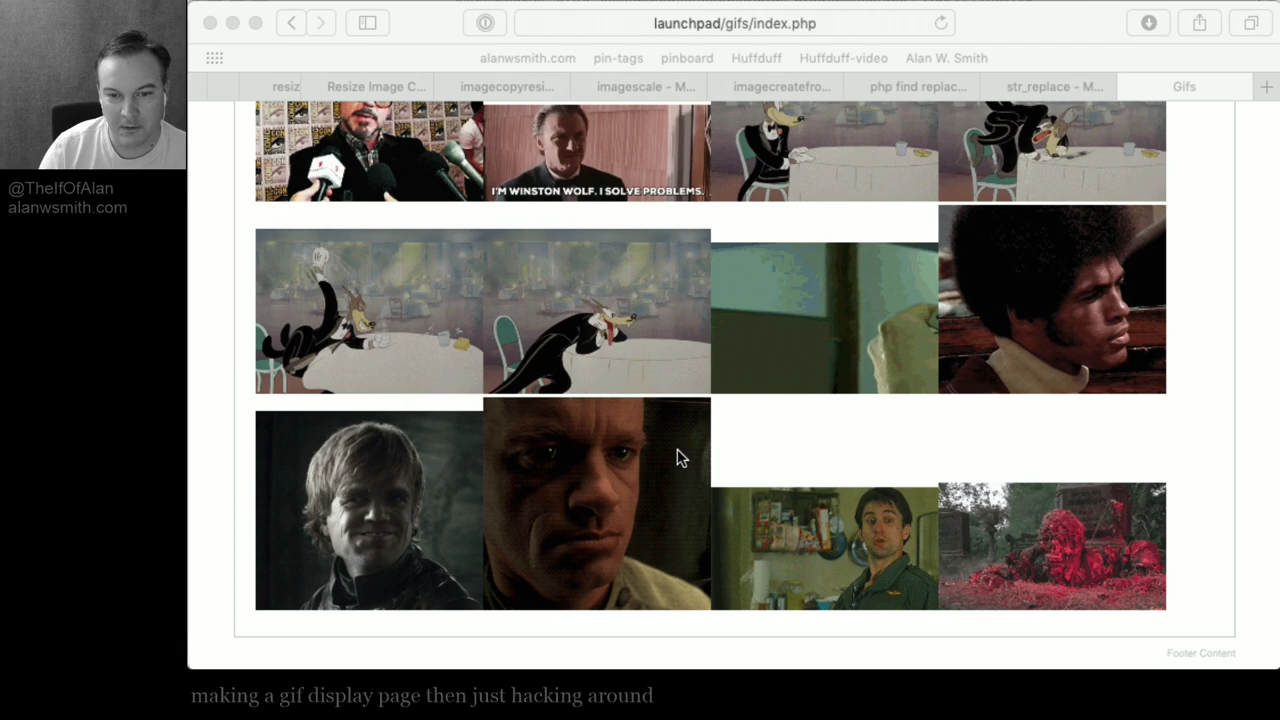 launchpad/gifs/index.php
alanwsmith.com pin-tags pinboard Huffduff Huffduff-video Alan W. Smith
resiz Resize Image C... imagecopyresi... imagescale - M... imagecreatefro... php find replac... str_replace - M... Gifs
@TheIfOfAlan
alanwsmith.com
I'M WINSTON WOLF. I SOLVE PROBLEMS.
Footer Content
making a gif display page then just hacking around